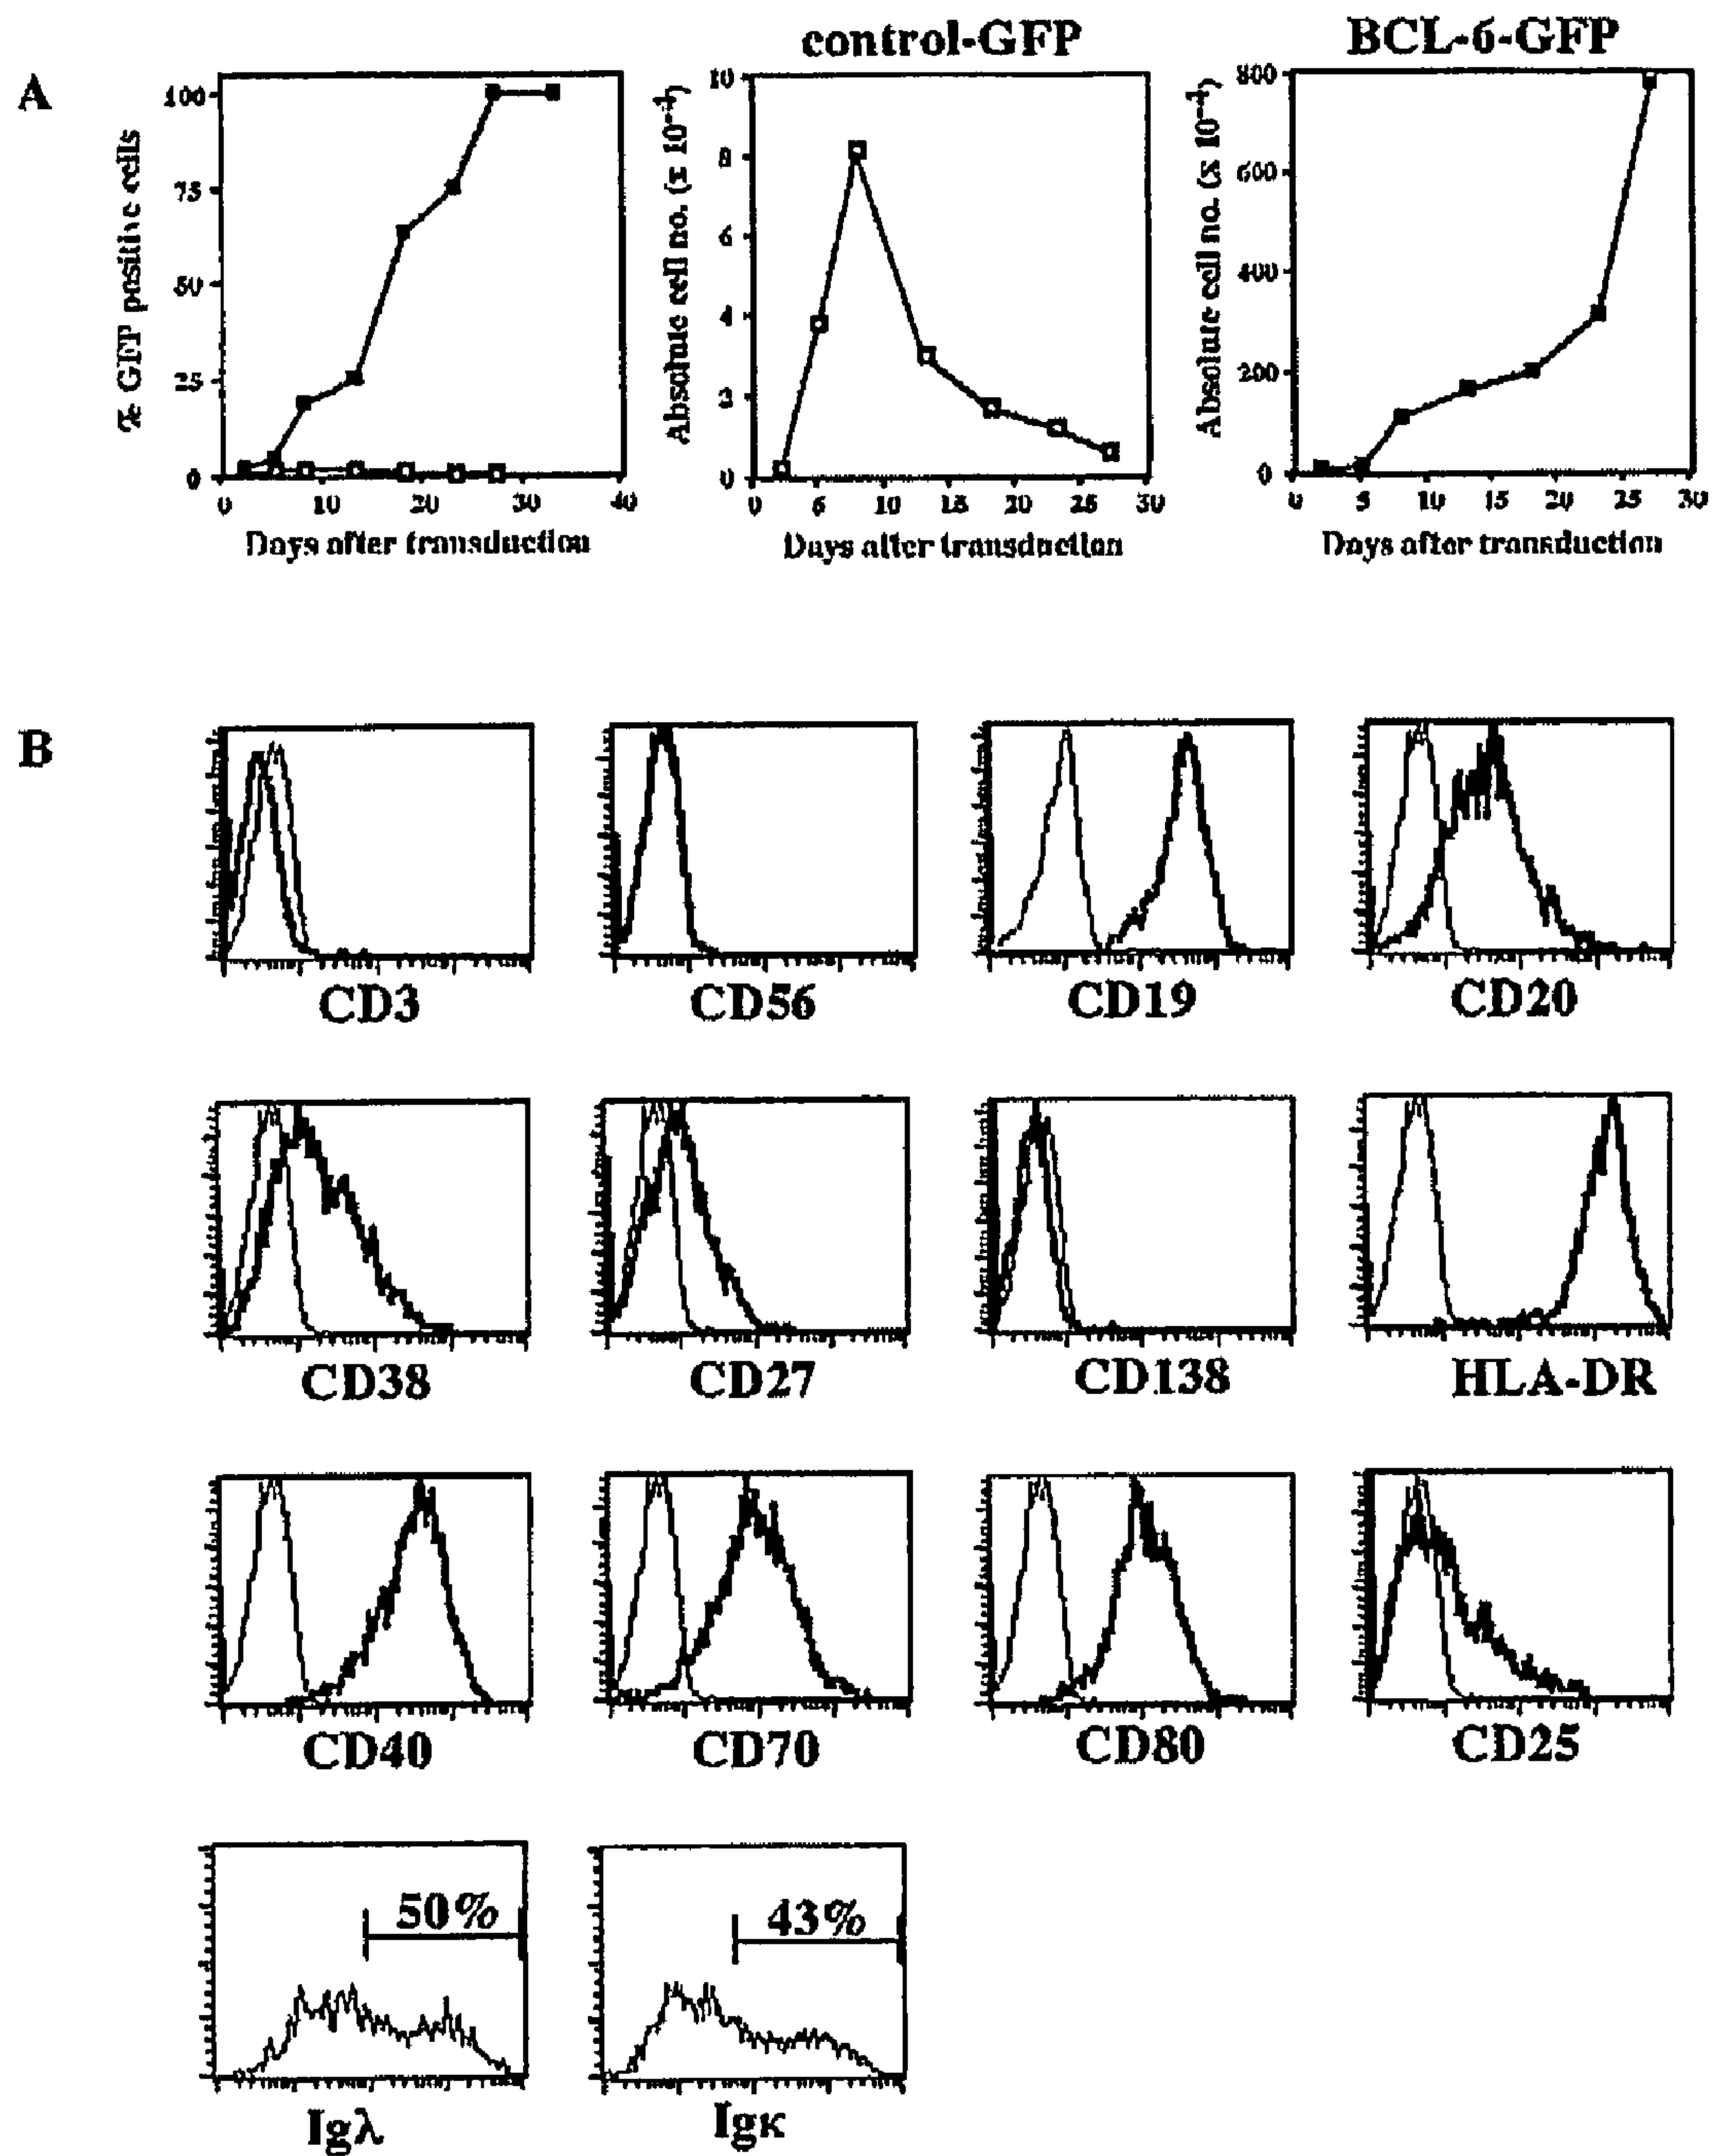 control-GFP
BCL-6-GFP
A
% GFP positive cells
100
75
50
25
0
0 10 20 30 40
Days after transduction
Absolute cell no. (x 10⁻⁴)
10
8
6
4
2
0
0 5 10 15 20 25 30
Days after transduction
Absolute cell no. (x 10⁻⁴)
800
600
400
200
0
0 5 10 15 20 25 30
Days after transduction
B
CD3 CD56 CD19 CD20
CD38 CD27 CD138 HLA-DR
CD40 CD70 CD80 CD25
50% 43%
Igλ Igκ